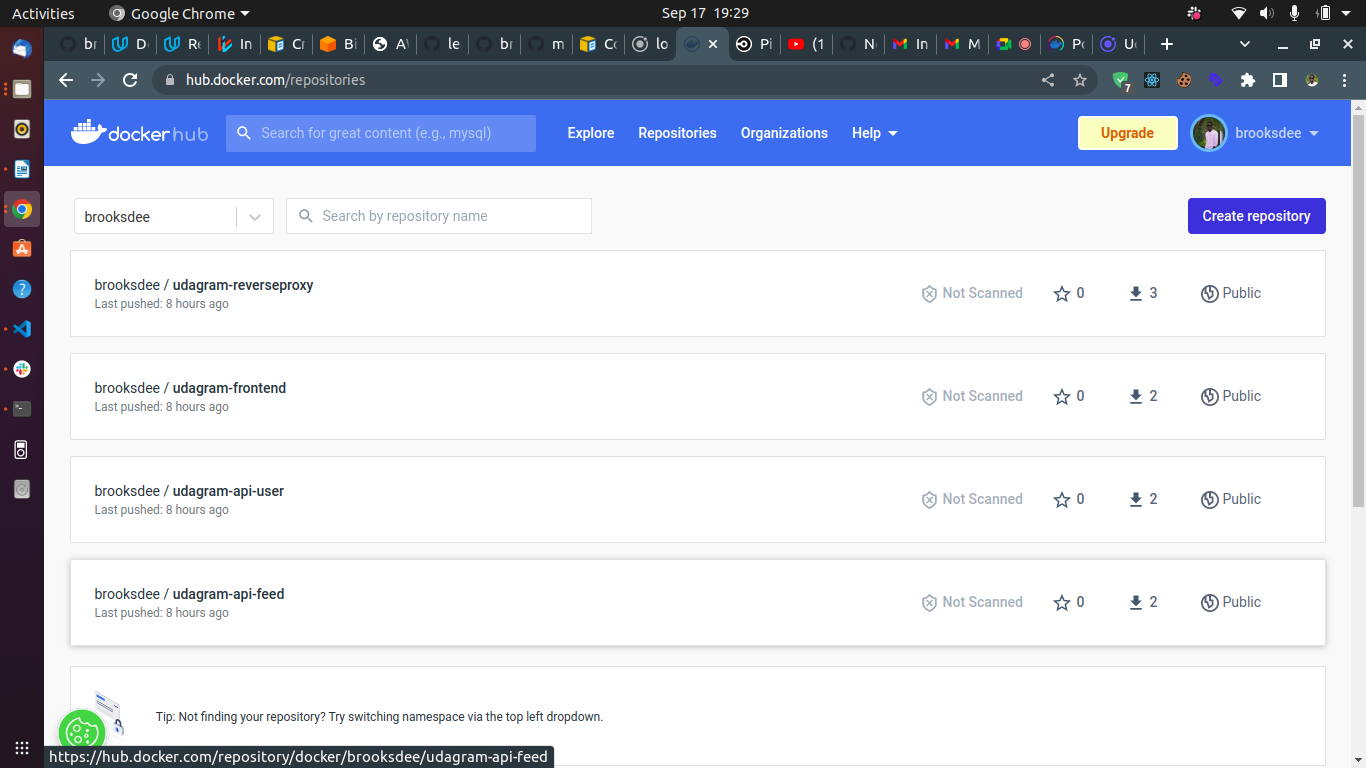 Activities
Google Chrome
Sep 17 19:29
br
D
Re
In
Cr
Bi
A
le
br
m
Co
lo
Pi
(1
N
In
M
Po
Uc
hub.docker.com/repositories
7
docker hub
Search for great content (e.g., mysql)
Explore
Repositories
Organizations
Help
Upgrade
brooksdee
brooksdee
Search by repository name
Create repository
brooksdee / udagram-reverseproxy
Last pushed: 8 hours ago
Not Scanned
0
3
Public
brooksdee / udagram-frontend
Last pushed: 8 hours ago
Not Scanned
0
2
Public
brooksdee / udagram-api-user
Last pushed: 8 hours ago
Not Scanned
0
2
Public
brooksdee / udagram-api-feed
Last pushed: 8 hours ago
Not Scanned
0
2
Public
Tip: Not finding your repository? Try switching namespace via the top left dropdown.
https://hub.docker.com/repository/docker/brooksdee/udagram-api-feed